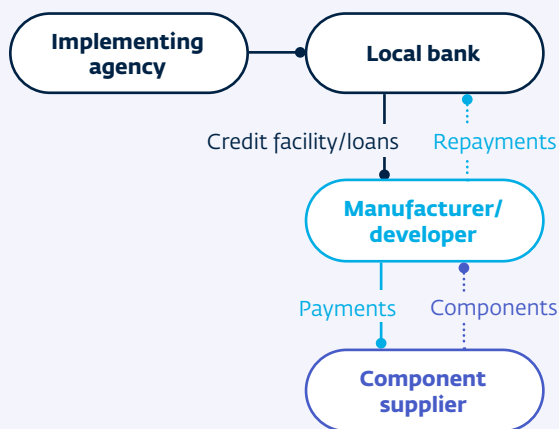 Implementing
agency
Local bank
Credit facility/loans
Repayments
Manufacturer/
developer
Payments
Components
Component
supplier